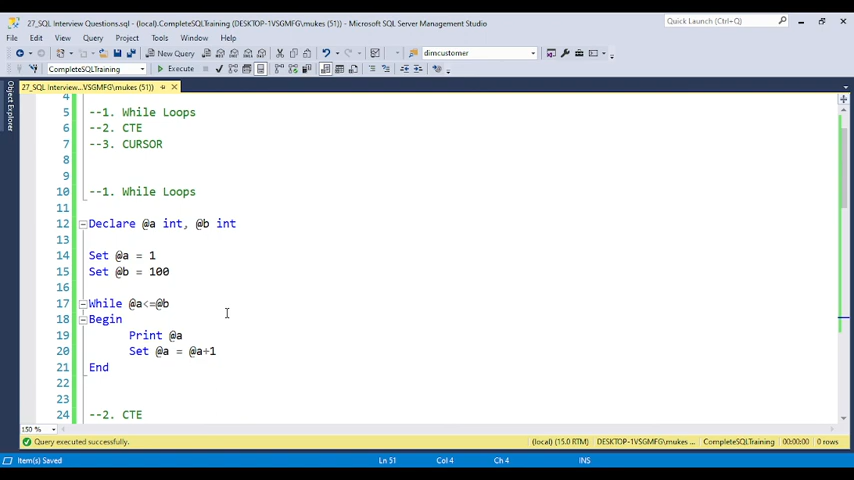 27_SQL Interview Questions.sql - (local).CompleteSQLTraining (DESKTOP-1VSGMFG\mukes (51)) - Microsoft SQL Server Management Studio
Quick Launch (Ctrl+Q)
File Edit View Query Project Tools Window Help
New Query
dimcustomer
CompleteSQLTraining
Execute
27_SQL Interview...VSGMFG\mukes (51))
Object Explorer
4
5 --1. While Loops
6 --2. CTE
7 --3. CURSOR
8
9
10 --1. While Loops
11
12 Declare @a int, @b int
13
14 Set @a = 1
15 Set @b = 100
16
17 While @a<=@b
18 Begin
19 Print @a
20 Set @a = @a+1
21 End
22
23
24 --2. CTE
150 %
Query executed successfully.
(local) (15.0 RTM) DESKTOP-1VSGMFG\mukes ... CompleteSQLTraining 00:00:00 0 rows
Item(s) Saved
Ln 51 Col 4 Ch 4 INS